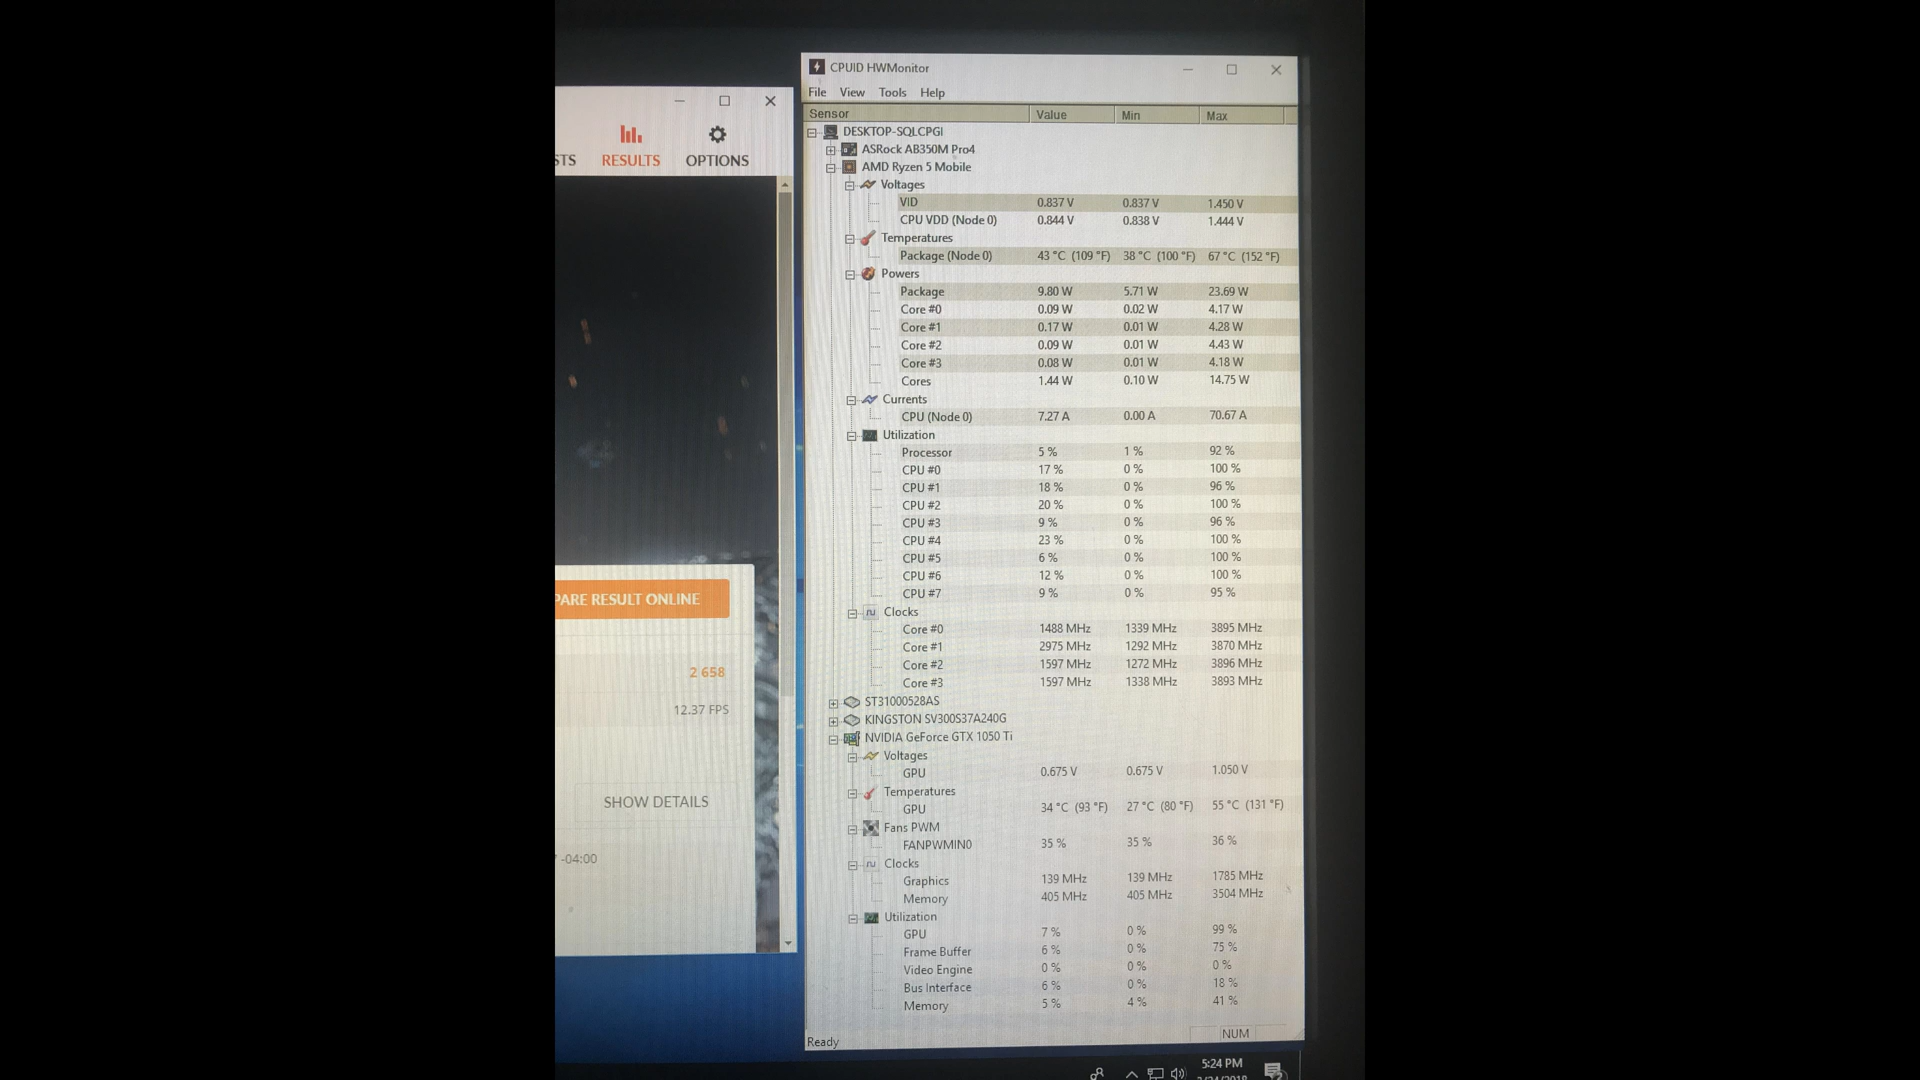 CPUID HWMonitor
File View Tools Help
Sensor Value Min Max
DESKTOP-SQLCPGI
ASRock AB350M Pro4
AMD Ryzen 5 Mobile
Voltages
VID 0.837 V 0.837 V 1.450 V
CPU VDD (Node 0) 0.844 V 0.838 V 1.444 V
Temperatures
Package (Node 0) 43 °C (109 °F) 38 °C (100 °F) 67 °C (152 °F)
Powers
Package 9.80 W 5.71 W 23.69 W
Core #0 0.09 W 0.02 W 4.17 W
Core #1 0.17 W 0.01 W 4.28 W
Core #2 0.09 W 0.01 W 4.43 W
Core #3 0.08 W 0.01 W 4.18 W
Cores 1.44 W 0.10 W 14.75 W
Currents
CPU (Node 0) 7.27 A 0.00 A 70.67 A
Utilization
Processor 5 % 1 % 92 %
CPU #0 17 % 0 % 100 %
CPU #1 18 % 0 % 96 %
CPU #2 20 % 0 % 100 %
CPU #3 9 % 0 % 96 %
CPU #4 23 % 0 % 100 %
CPU #5 6 % 0 % 100 %
CPU #6 12 % 0 % 100 %
CPU #7 9 % 0 % 95 %
Clocks
Core #0 1488 MHz 1339 MHz 3895 MHz
Core #1 2975 MHz 1292 MHz 3870 MHz
Core #2 1597 MHz 1272 MHz 3896 MHz
Core #3 1597 MHz 1338 MHz 3893 MHz
ST31000528AS
KINGSTON SV300S37A240G
NVIDIA GeForce GTX 1050 Ti
Voltages
GPU 0.675 V 0.675 V 1.050 V
Temperatures
GPU 34 °C (93 °F) 27 °C (80 °F) 55 °C (131 °F)
Fans PWM
FANPWMIN0 35 % 35 % 36 %
Clocks
Graphics 139 MHz 139 MHz 1785 MHz
Memory 405 MHz 405 MHz 3504 MHz
Utilization
GPU 7 % 0 % 99 %
Frame Buffer 6 % 0 % 75 %
Video Engine 0 % 0 % 0 %
Bus Interface 6 % 0 % 18 %
Memory 5 % 4 % 41 %
Ready NUM
STS RESULTS OPTIONS
PARE RESULT ONLINE
2 658
12.37 FPS
SHOW DETAILS
-04:00
5:24 PM